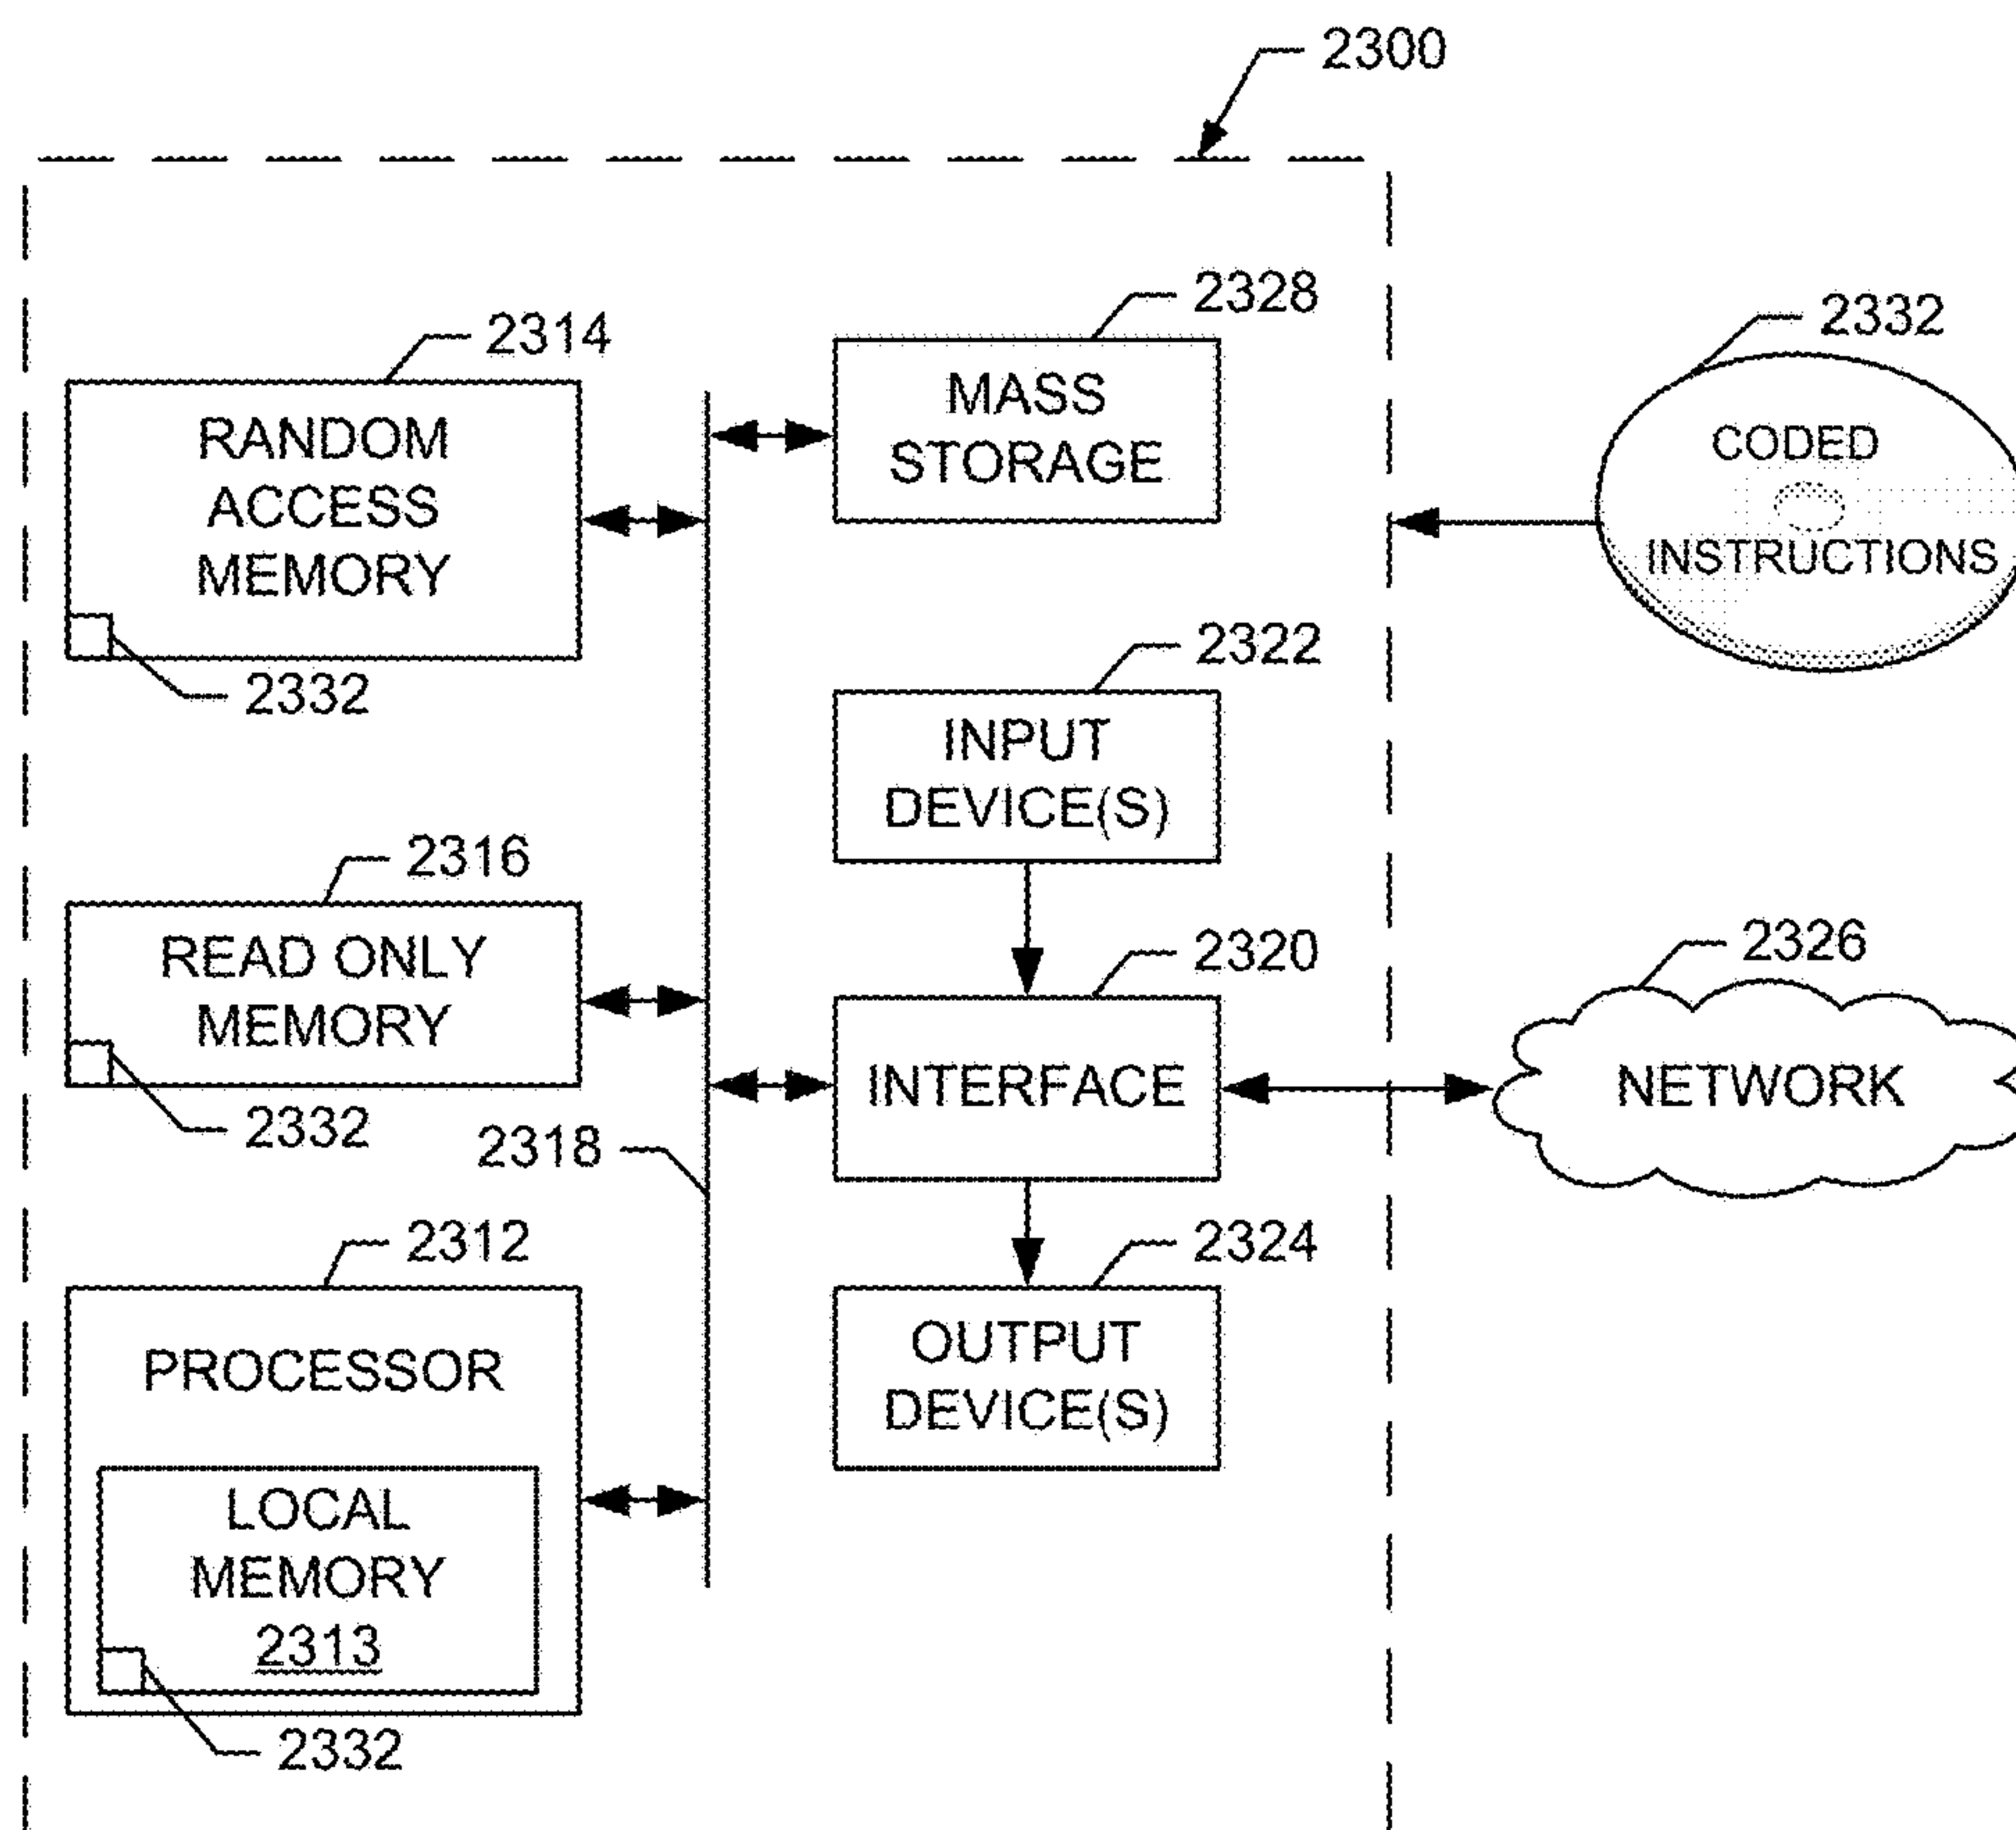 2300
2328
2314
2332
MASS
STORAGE
RANDOM
ACCESS
MEMORY
CODED
INSTRUCTIONS
2332
2322
INPUT
DEVICE(S)
2316
READ ONLY
MEMORY
2320
2326
INTERFACE
NETWORK
2332
2318
2312
2324
PROCESSOR
OUTPUT
DEVICE(S)
LOCAL
MEMORY
2313
2332